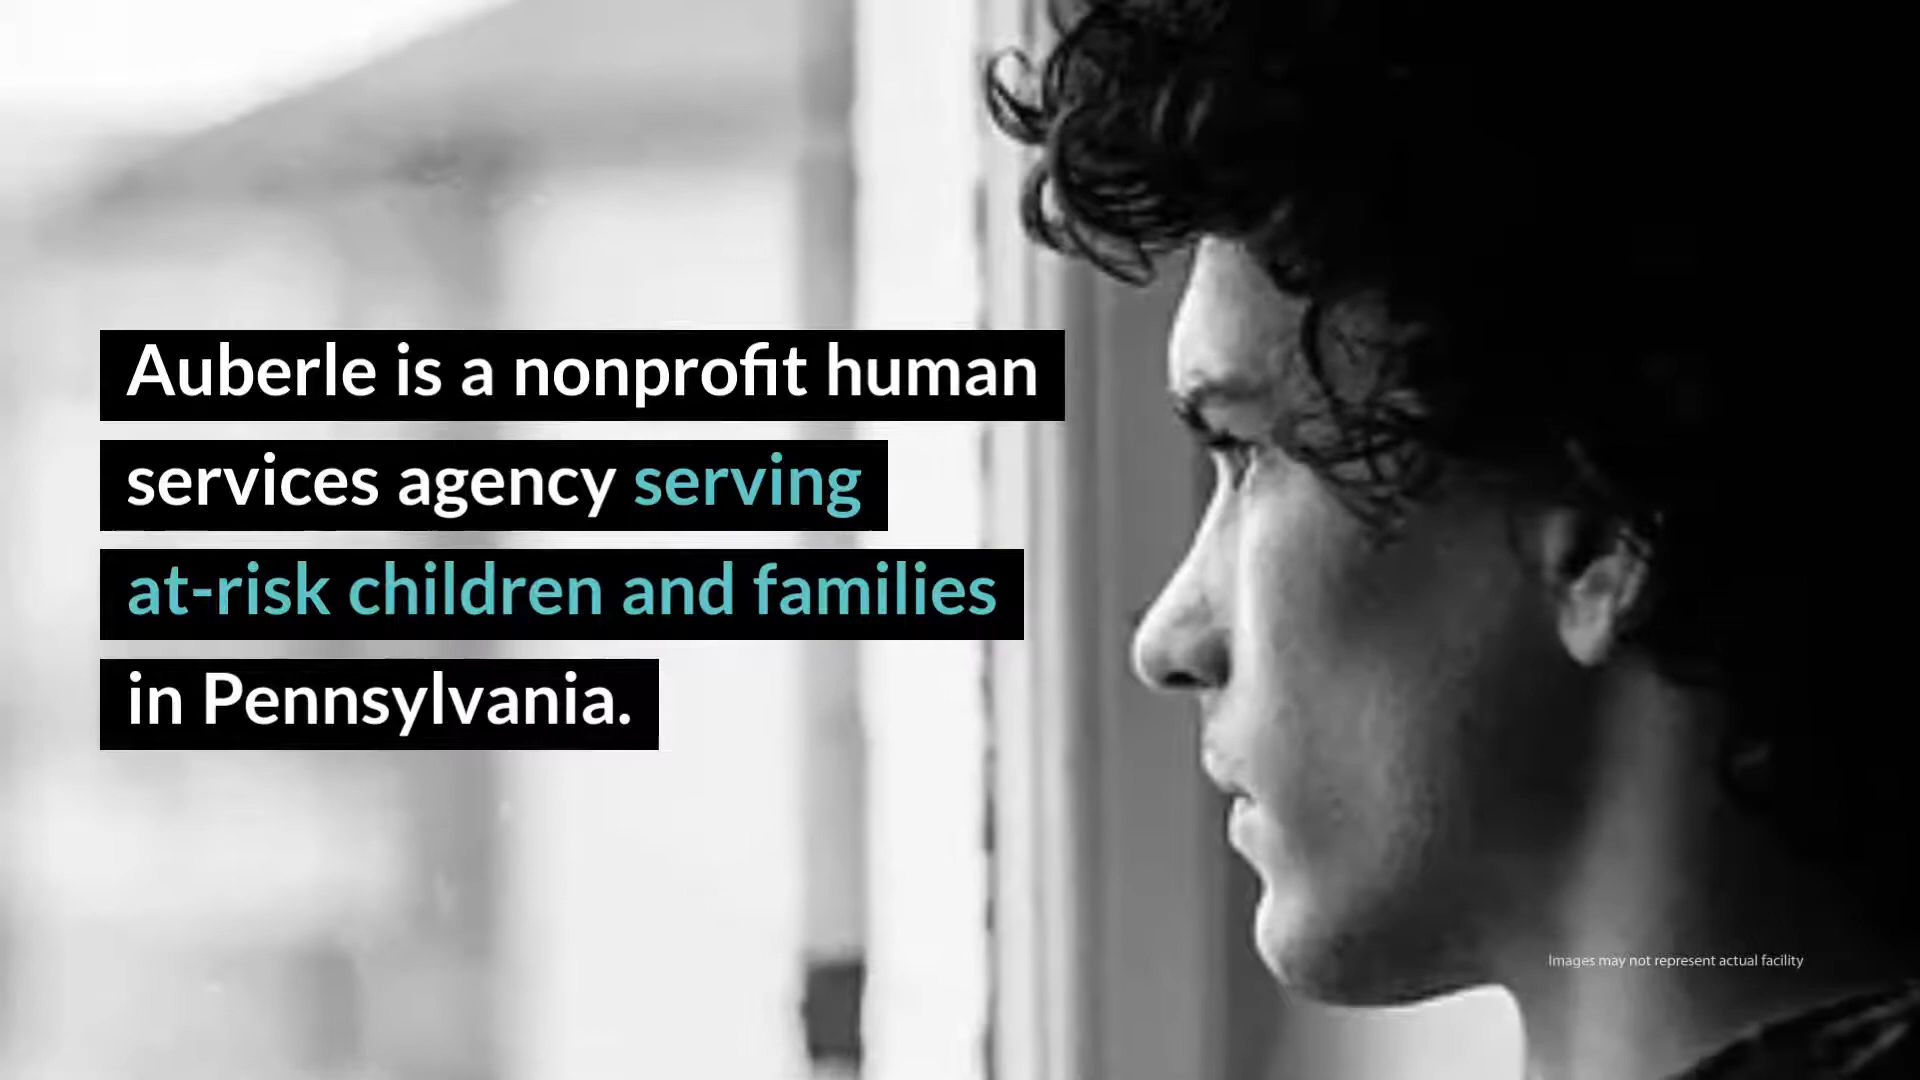 Auberle is a nonprofit human
services agency serving
at-risk children and families
in Pennsylvania.
Images may not represent actual facility